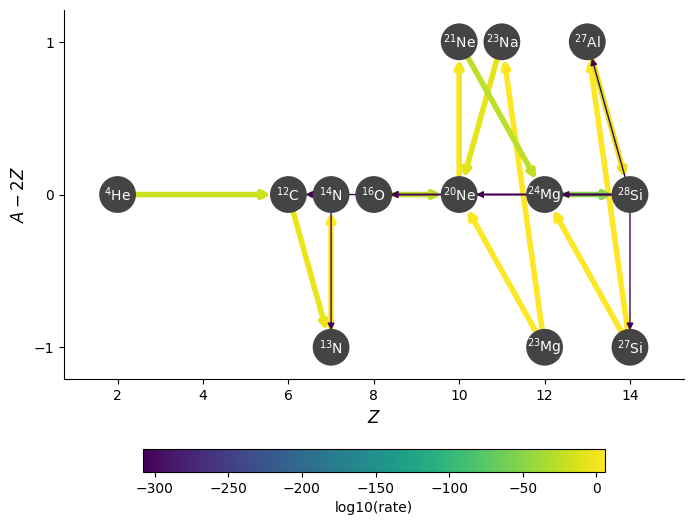 1
²¹Ne
²³Na
²⁷Al
A − 2Z
0
⁴He
¹²C
¹⁴N
¹⁶O
²⁰Ne
²⁴Mg
²⁸Si
−1
¹³N
²³Mg
²⁷Si
2 4 6 8 10 12 14
Z
−300 −250 −200 −150 −100 −50 0
log10(rate)